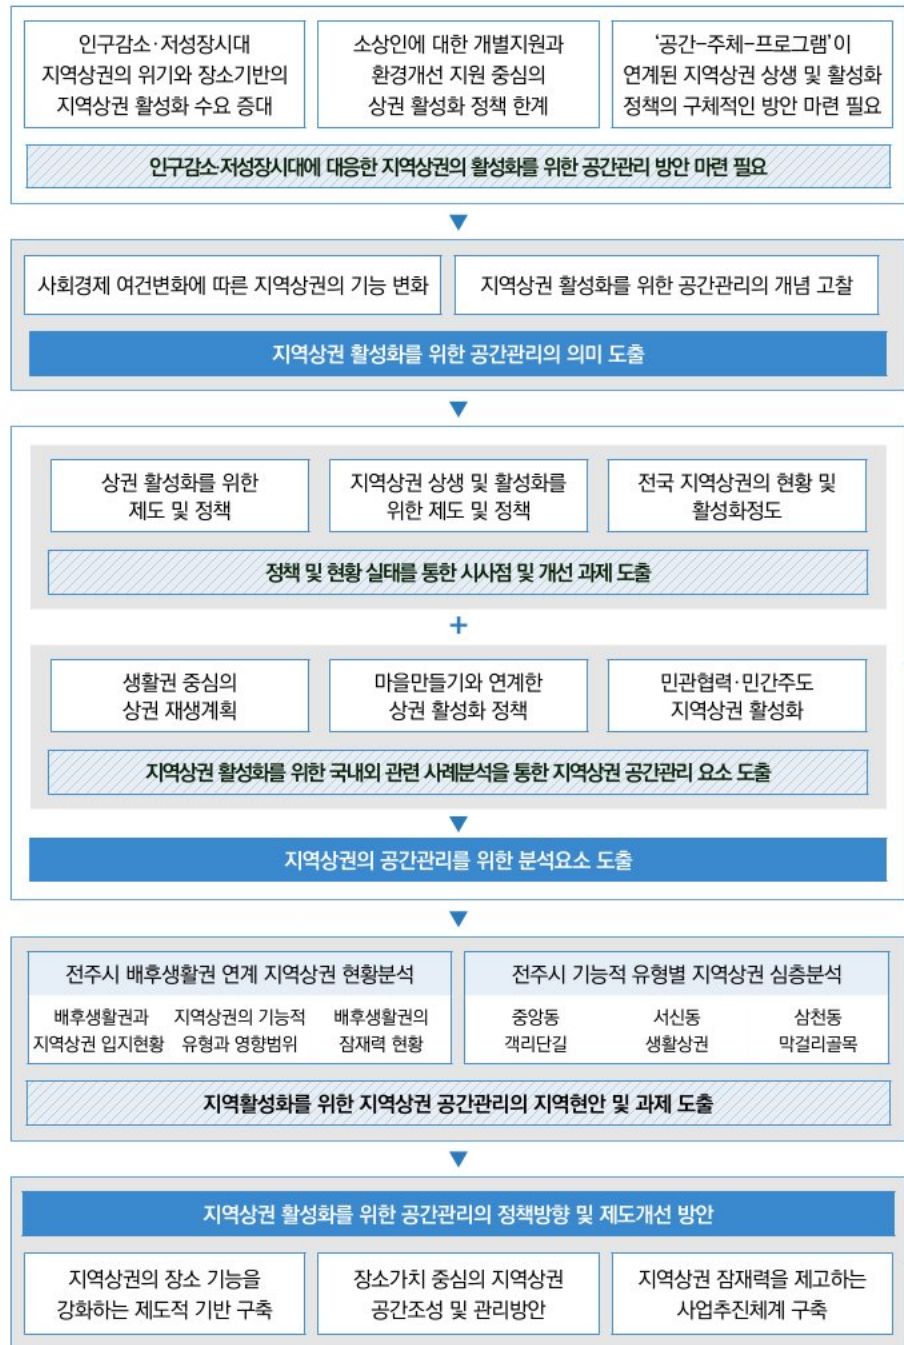 인구감소·저성장시대
지역상권의 위기와 장소기반의
지역상권 활성화 수요 증대
소상인에 대한 개별지원과
환경개선 지원 중심의
상권 활성화 정책 한계
‘공간-주체-프로그램’이
연계된 지역상권 상생 및 활성화
정책의 구체적인 방안 마련 필요
인구감소·저성장시대에 대응한 지역상권의 활성화를 위한 공간관리 방안 마련 필요
▼
사회경제 여건변화에 따른 지역상권의 기능 변화
지역상권 활성화를 위한 공간관리의 개념 고찰
지역상권 활성화를 위한 공간관리의 의미 도출
▼
상권 활성화를 위한
제도 및 정책
지역상권 상생 및 활성화를
위한 제도 및 정책
전국 지역상권의 현황 및
활성화정도
정책 및 현황 실태를 통한 시사점 및 개선 과제 도출
+
생활권 중심의
상권 재생계획
마을만들기와 연계한
상권 활성화 정책
민관협력·민간주도
지역상권 활성화
지역상권 활성화를 위한 국내외 관련 사례분석을 통한 지역상권 공간관리 요소 도출
▼
지역상권의 공간관리를 위한 분석요소 도출
▼
전주시 배후생활권 연계 지역상권 현황분석
배후생활권과
지역상권 입지현황
지역상권의 기능적
유형과 영향범위
배후생활권의
잠재력 현황
전주시 기능적 유형별 지역상권 심층분석
중앙동
객리단길
서신동
생활상권
삼천동
막걸리골목
지역활성화를 위한 지역상권 공간관리의 지역현안 및 과제 도출
▼
지역상권 활성화를 위한 공간관리의 정책방향 및 제도개선 방안
지역상권의 장소 기능을
강화하는 제도적 기반 구축
장소가치 중심의 지역상권
공간조성 및 관리방안
지역상권 잠재력을 제고하는
사업추진체계 구축